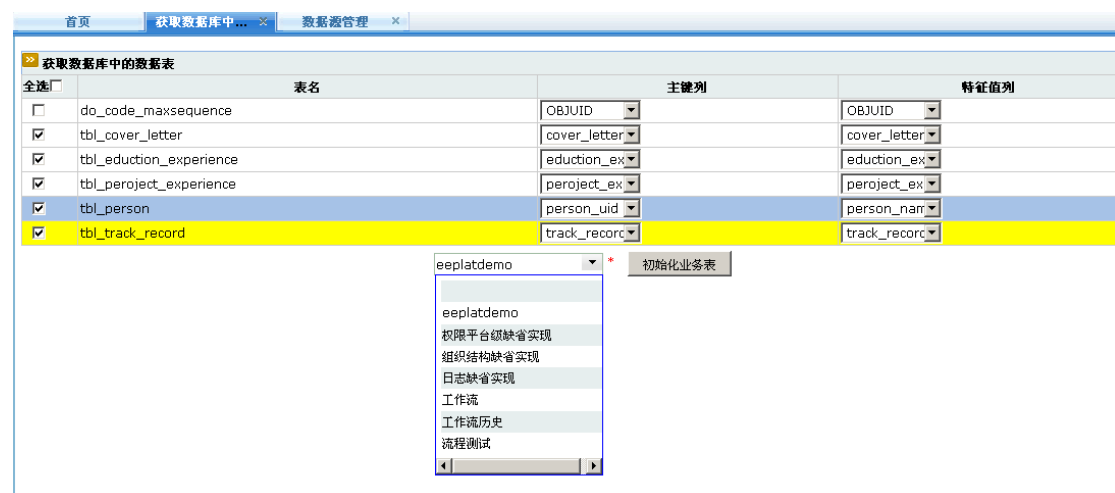 首页 获取数据库中... × 数据源管理 ×
获取数据库中的数据表
全选 表名 主键列 特征值列
do_code_maxsequence OBJUID OBJUID
tbl_cover_letter cover_letter cover_letter
tbl_eduction_experience eduction_ex eduction_ex
tbl_peroject_experience peroject_ex peroject_ex
tbl_person person_uid person_nam
tbl_track_record track_record track_record
eeplatdemo * 初始化业务表
eeplatdemo
权限平台级缺省实现
组织结构缺省实现
日志缺省实现
工作流
工作流历史
流程测试